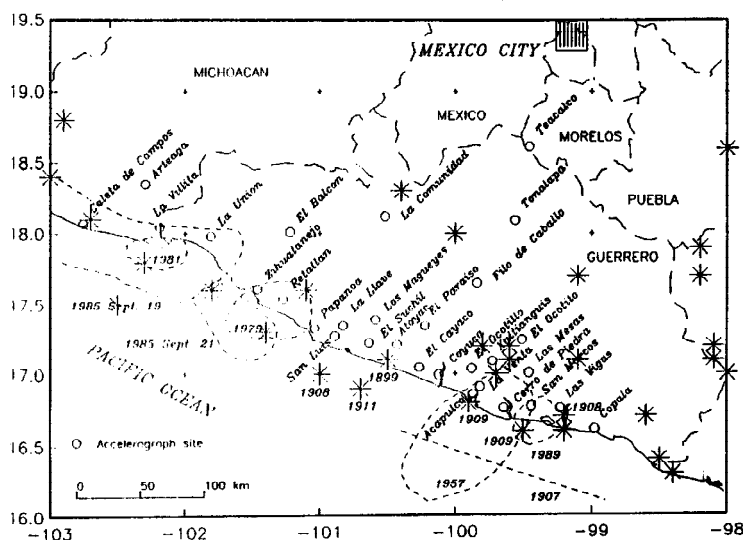 19.5
MEXICO CITY
MICHOACAN
19.0
MEXICO
Teacalco
MORELOS
18.5
Caleta de Campos
Arteaga
La Villita
La Union
El Balcon
La Comunidad
Tonalapa
PUEBLA
18.0
Zihuatanejo
Filo de Caballo
GUERRERO
1981
Petatlan
Papanoa
La Llave
Los Magueyes
El Suchil
Atoyac
El Paraiso
17.5
1985 Sept. 19
1985 Sept. 21
1979
San Luis
El Cayaco
Coyuca
El Ocotillo
Xaltianguis
El Ocotito
17.0
PACIFIC OCEAN
1899
1908
1911
Acapulco
La Venta
Cerro de Piedra
Las Mesas
San Marcos
Las Vigas
1908
Copala
1909
1909
16.5
Accelerograph site
1989
0 50 100 km
1957
1907
16.0
−103 −102 −101 −100 −99 −98